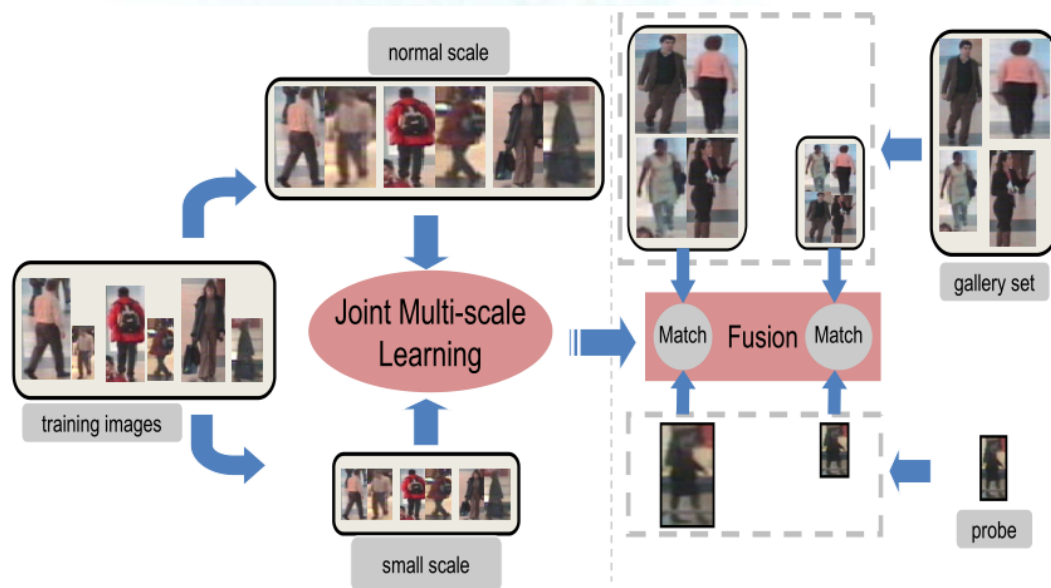 normal scale
Joint Multi-scale
Learning
training images
small scale
gallery set
Match
Fusion
Match
probe